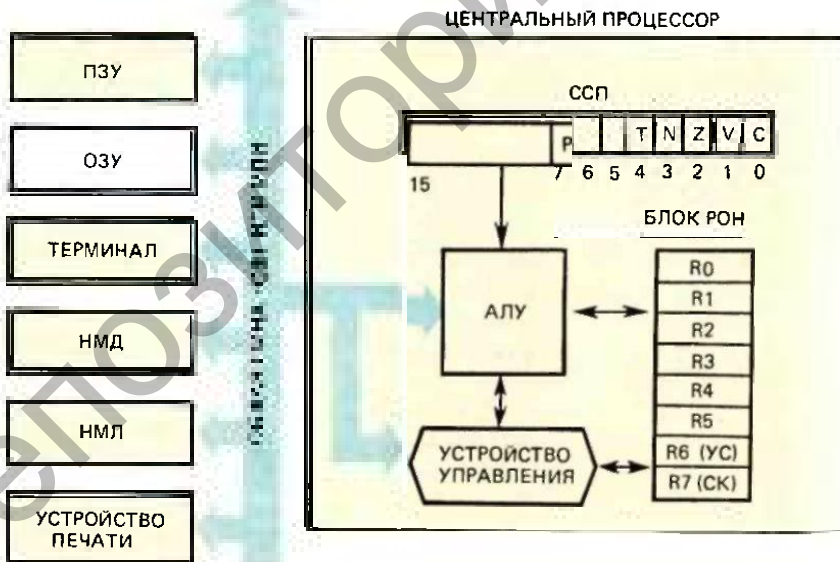 ЦЕНТРАЛЬНЫЙ ПРОЦЕССОР
ПЗУ
ОЗУ
ТЕРМИНАЛ
НМД
НМЛ
УСТРОЙСТВО
ПЕЧАТИ
ССП
P T N Z V C
15 7 6 5 4 3 2 1 0
БЛОК РОН
АЛУ
R0
R1
R2
R3
R4
R5
R6 (УС)
R7 (СК)
УСТРОЙСТВО
УПРАВЛЕНИЯ